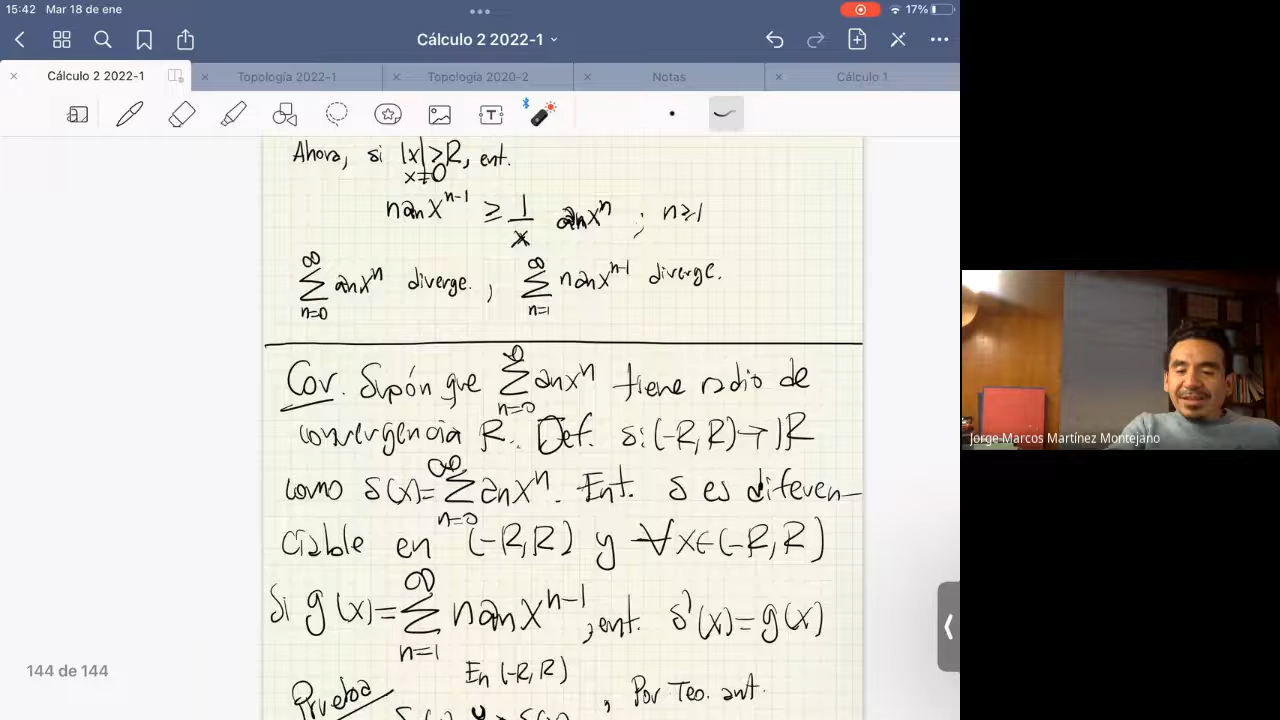 15:42 Mar 18 de ene
17%
Cálculo 2 2022-1
Cálculo 2 2022-1
Topología 2022-1
Topología 2020-2
Notas
Cálculo 1
Ahora, si |x|>R, ent.
x≠0
nanx^{n-1} ≥ 1/x anx^n ; n≥1
∑_{n=0}^{∞} anx^n diverge. , ∑_{n=1}^{∞} nanx^{n-1} diverge.
Cor. Supón que ∑_{n=0}^{∞} anx^n tiene radio de
convergencia R. Def. s:(-R,R)→ℝ
como s(x)=∑_{n=0}^{∞} anx^n. Ent. s es diferen-
ciable en (-R,R) y ∀x∈(-R,R)
si g(x)=∑_{n=1}^{∞} nanx^{n-1}, ent. s'(x)=g(x)
144 de 144
Prueba
En (-R,R)
, Por Teo. ant.
Jorge Marcos Martínez Montejano